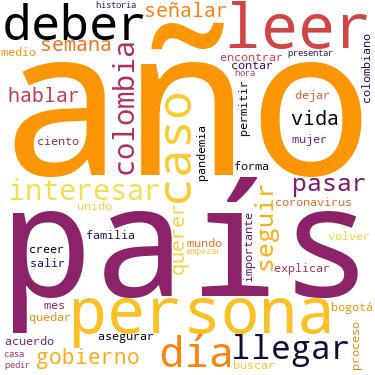 historia
deber
señalar
leer
medio
semana
encontrar
presentar
contar
hora
colombiano
año
hablar
colombia
caso
permitir
dejar
vida
ciento
pandemia
mujer
forma
pasar
interesar
coronavirus
unido
país
querer
seguir
creer
familia
mundo
importante
volver
salir
empezar
explicar
mes
persona
bogotá
quedar
asegurar
acuerdo
gobierno
día
llegar
proceso
casa
pedir
buscar